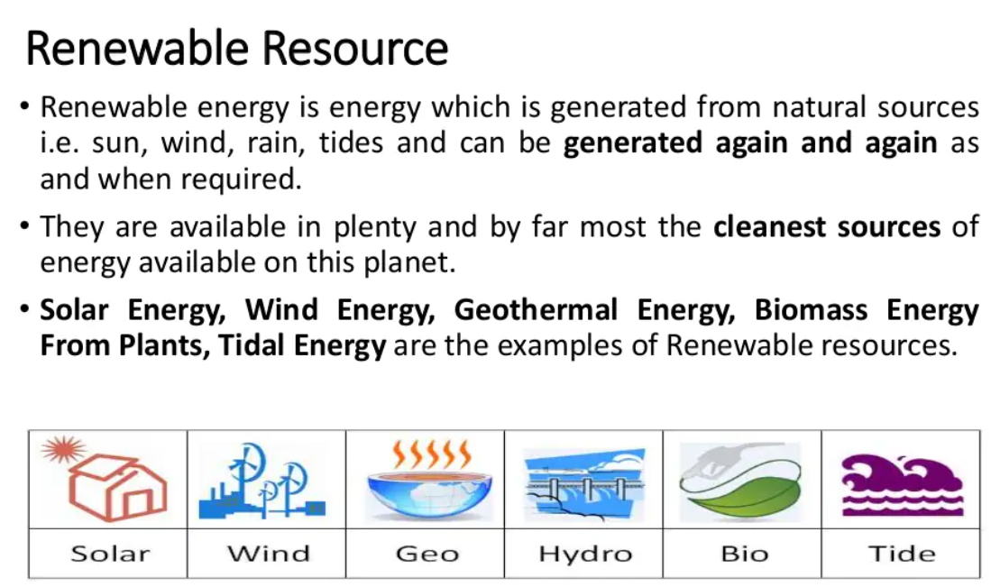 Renewable Resource
• Renewable energy is energy which is generated from natural sources
i.e. sun, wind, rain, tides and can be generated again and again as
and when required.
• They are available in plenty and by far most the cleanest sources of
energy available on this planet.
• Solar Energy, Wind Energy, Geothermal Energy, Biomass Energy
From Plants, Tidal Energy are the examples of Renewable resources.
Solar Wind Geo Hydro Bio Tide